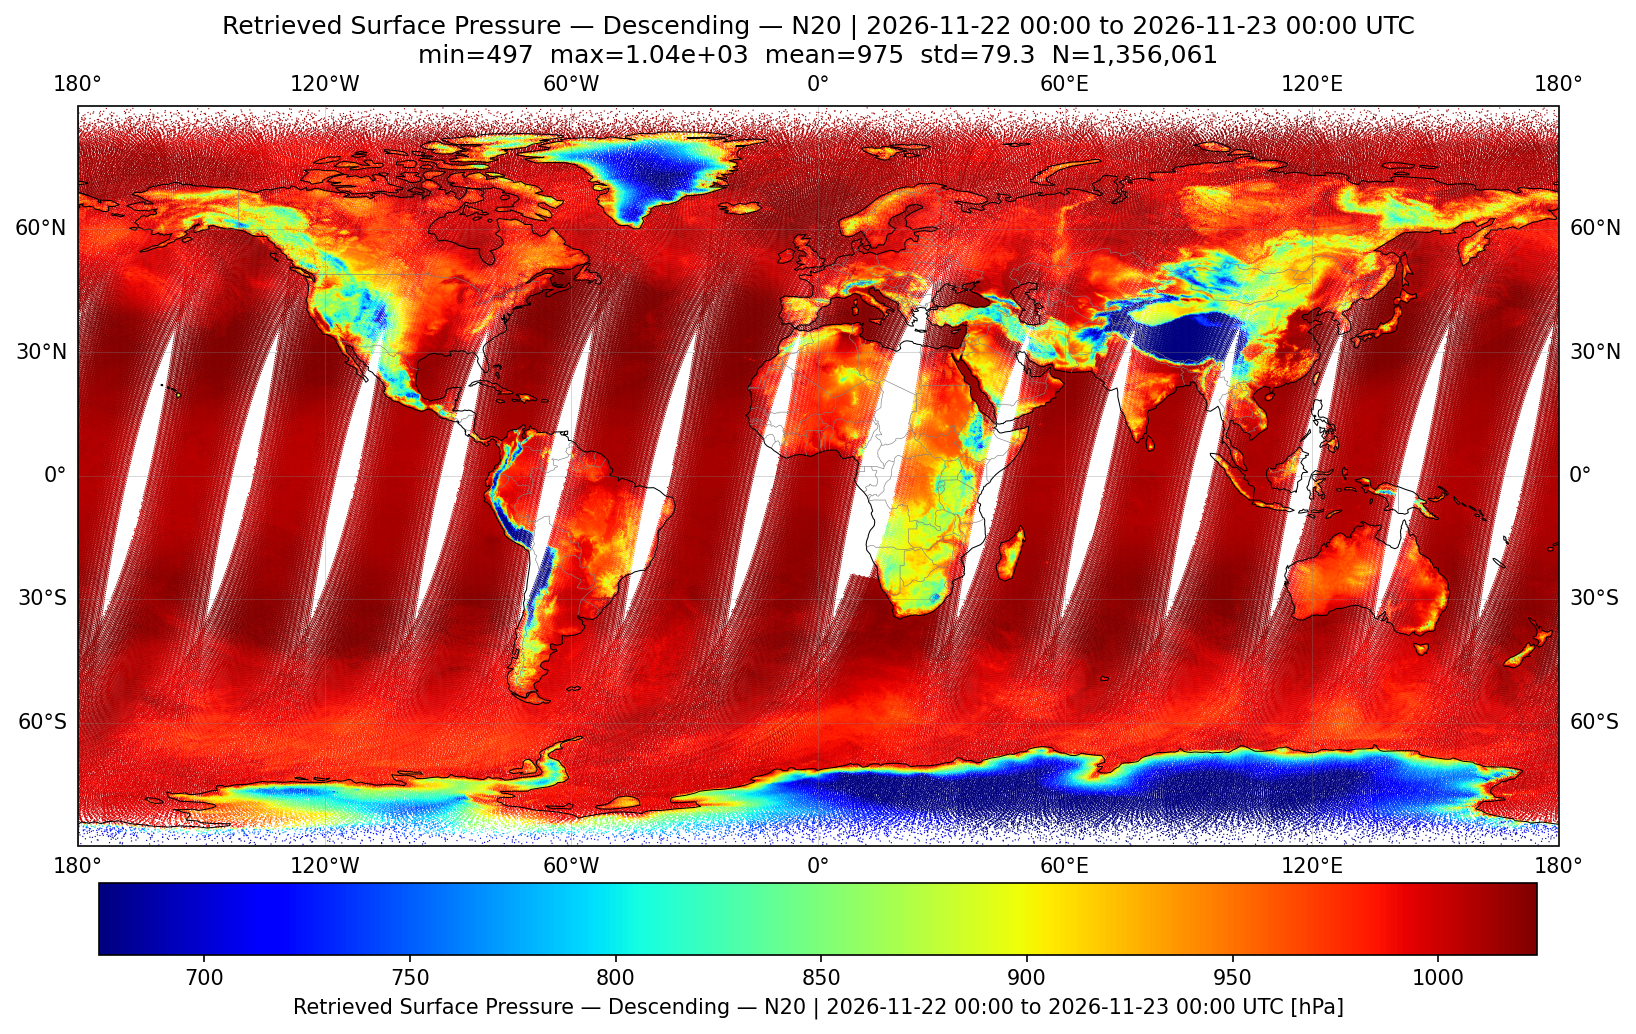 Retrieved Surface Pressure — Descending — N20 | 2026-11-22 00:00 to 2026-11-23 00:00 UTC
min=497 max=1.04e+03 mean=975 std=79.3 N=1,356,061
180° 120°W 60°W 0° 60°E 120°E 180°
60°N 60°N
30°N 30°N
0° 0°
30°S 30°S
60°S 60°S
180° 120°W 60°W 0° 60°E 120°E 180°
700 750 800 850 900 950 1000
Retrieved Surface Pressure — Descending — N20 | 2026-11-22 00:00 to 2026-11-23 00:00 UTC [hPa]